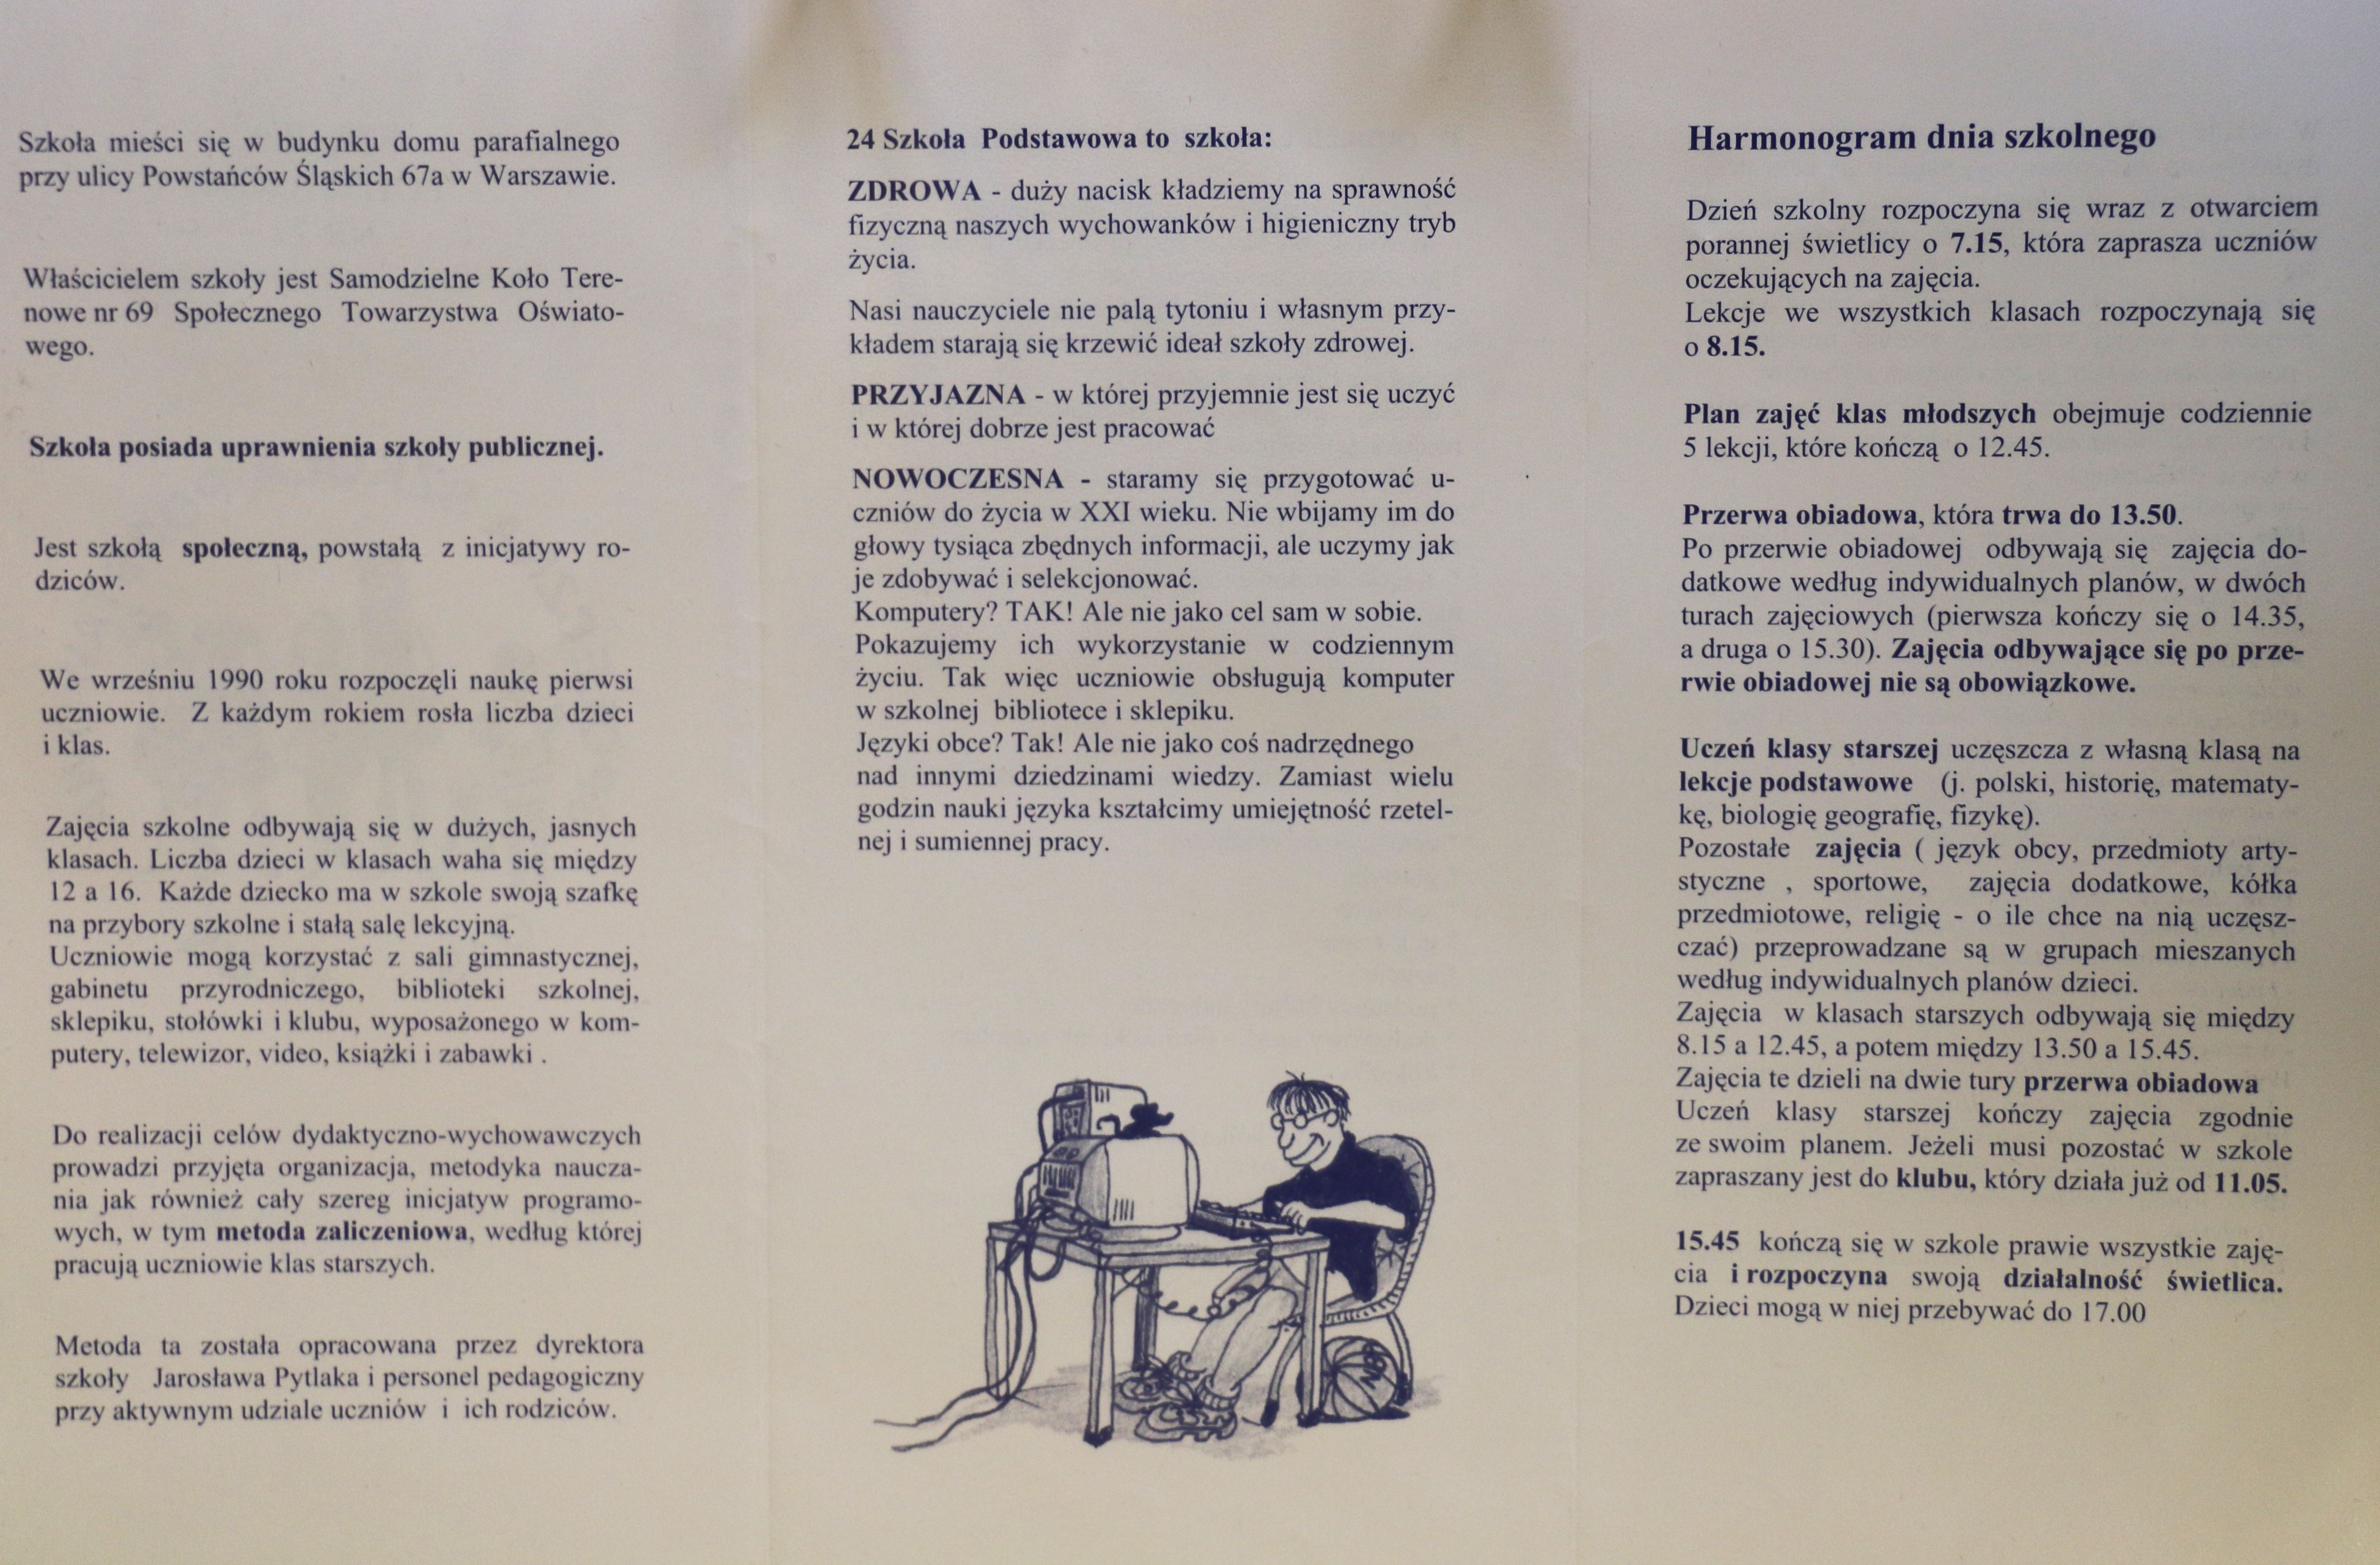 Szkoła mieści się w budynku domu parafialnego
przy ulicy Powstańców Śląskich 67a w Warszawie.
Właścicielem szkoły jest Samodzielne Koło Tere-
nowe nr 69 Społecznego Towarzystwa Oświato-
wego.
Szkoła posiada uprawnienia szkoły publicznej.
Jest szkołą społeczną, powstałą z inicjatywy ro-
dziców.
We wrześniu 1990 roku rozpoczęli naukę pierwsi
uczniowie. Z każdym rokiem rosła liczba dzieci
i klas.
Zajęcia szkolne odbywają się w dużych, jasnych
klasach. Liczba dzieci w klasach waha się między
12 a 16. Każde dziecko ma w szkole swoją szafkę
na przybory szkolne i stałą salę lekcyjną.
Uczniowie mogą korzystać z sali gimnastycznej,
gabinetu przyrodniczego, biblioteki szkolnej,
sklepiku, stołówki i klubu, wyposażonego w kom-
putery, telewizor, video, książki i zabawki .
Do realizacji celów dydaktyczno-wychowawczych
prowadzi przyjęta organizacja, metodyka naucza-
nia jak również cały szereg inicjatyw programo-
wych, w tym metoda zaliczeniowa, według której
pracują uczniowie klas starszych.
Metoda ta została opracowana przez dyrektora
szkoły Jarosława Pytlaka i personel pedagogiczny
przy aktywnym udziale uczniów i ich rodziców.
24 Szkoła Podstawowa to szkoła:
ZDROWA - duży nacisk kładziemy na sprawność
fizyczną naszych wychowanków i higieniczny tryb
życia.
Nasi nauczyciele nie palą tytoniu i własnym przy-
kładem starają się krzewić ideał szkoły zdrowej.
PRZYJAZNA - w której przyjemnie jest się uczyć
i w której dobrze jest pracować
NOWOCZESNA - staramy się przygotować u-
czniów do życia w XXI wieku. Nie wbijamy im do
głowy tysiąca zbędnych informacji, ale uczymy jak
je zdobywać i selekcjonować.
Komputery? TAK! Ale nie jako cel sam w sobie.
Pokazujemy ich wykorzystanie w codziennym
życiu. Tak więc uczniowie obsługują komputer
w szkolnej bibliotece i sklepiku.
Języki obce? Tak! Ale nie jako coś nadrzędnego
nad innymi dziedzinami wiedzy. Zamiast wielu
godzin nauki języka kształcimy umiejętność rzetel-
nej i sumiennej pracy.
Harmonogram dnia szkolnego
Dzień szkolny rozpoczyna się wraz z otwarciem
porannej świetlicy o 7.15, która zaprasza uczniów
oczekujących na zajęcia.
Lekcje we wszystkich klasach rozpoczynają się
o 8.15.
Plan zajęć klas młodszych obejmuje codziennie
5 lekcji, które kończą o 12.45.
Przerwa obiadowa, która trwa do 13.50.
Po przerwie obiadowej odbywają się zajęcia do-
datkowe według indywidualnych planów, w dwóch
turach zajęciowych (pierwsza kończy się o 14.35,
a druga o 15.30). Zajęcia odbywające się po prze-
rwie obiadowej nie są obowiązkowe.
Uczeń klasy starszej uczęszcza z własną klasą na
lekcje podstawowe (j. polski, historię, matematy-
kę, biologię geografię, fizykę).
Pozostałe zajęcia ( język obcy, przedmioty arty-
styczne , sportowe, zajęcia dodatkowe, kółka
przedmiotowe, religię - o ile chce na nią uczęsz-
czać) przeprowadzane są w grupach mieszanych
według indywidualnych planów dzieci.
Zajęcia w klasach starszych odbywają się między
8.15 a 12.45, a potem między 13.50 a 15.45.
Zajęcia te dzieli na dwie tury przerwa obiadowa
Uczeń klasy starszej kończy zajęcia zgodnie
ze swoim planem. Jeżeli musi pozostać w szkole
zapraszany jest do klubu, który działa już od 11.05.
15.45 kończą się w szkole prawie wszystkie zaję-
cia i rozpoczyna swoją działalność świetlica.
Dzieci mogą w niej przebywać do 17.00